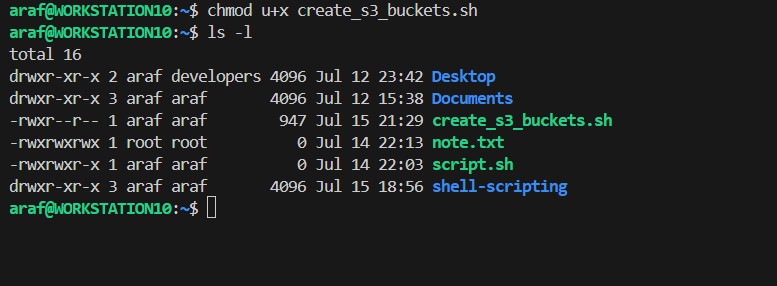 araf@WORKSTATION10:~$ chmod u+x create_s3_buckets.sh
araf@WORKSTATION10:~$ ls -l
total 16
drwxr-xr-x 2 araf developers 4096 Jul 12 23:42 Desktop
drwxr-xr-x 3 araf araf       4096 Jul 12 15:38 Documents
-rwxr--r-- 1 araf araf        947 Jul 15 21:29 create_s3_buckets.sh
-rwxrwxrwx 1 root root          0 Jul 14 22:13 note.txt
-rwxrwxr-x 1 araf araf          0 Jul 14 22:03 script.sh
drwxr-xr-x 3 araf araf       4096 Jul 15 18:56 shell-scripting
araf@WORKSTATION10:~$